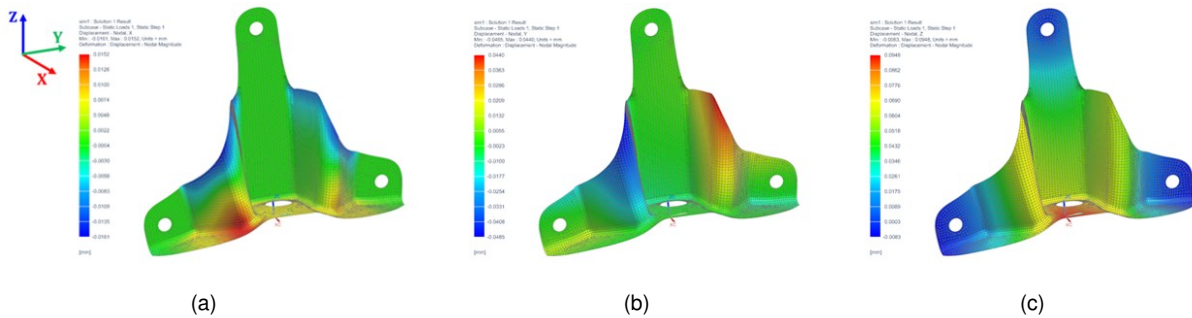 Z
Y
X
sim1 : Solution 1 Result
Subcase - Static Loads 1, Static Step 1
Displacement - Nodal, X
Min : -0.0161, Max : 0.0152, Units = mm
Deformation : Displacement - Nodal Magnitude
0.0152
0.0100
0.0074
0.0048
0.0022
-0.0004
-0.0030
-0.0083
-0.0109
-0.0135
-0.0161
[mm]
(a)
sim1 : Solution 1 Result
Subcase - Static Loads 1, Static Step 1
Displacement - Nodal, Y
Min : -0.0485, Max : 0.0440, Units = mm
Deformation : Displacement - Nodal Magnitude
0.0440
0.0363
0.0286
0.0209
0.0132
0.0055
-0.0023
-0.0100
-0.0177
-0.0254
-0.0331
-0.0408
-0.0485
[mm]
(b)
sim1 : Solution 1 Result
Subcase - Static Loads 1, Static Step 1
Displacement - Nodal, Z
Min : -0.0083, Max : 0.0948, Units = mm
Deformation : Displacement - Nodal Magnitude
0.0948
0.0862
0.0776
0.0690
0.0604
0.0518
0.0432
0.0346
0.0261
0.0175
0.0089
0.0003
-0.0083
[mm]
(c)